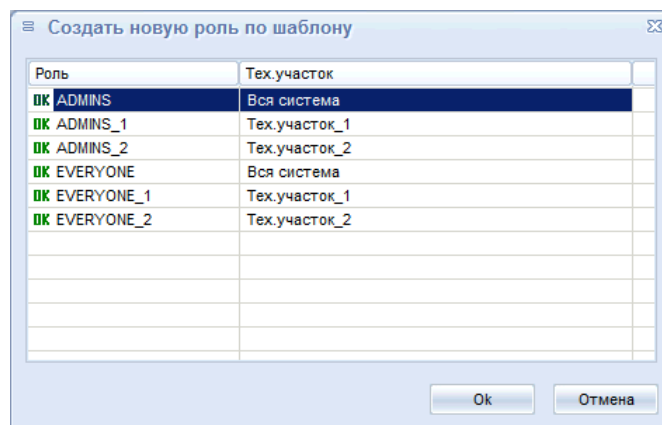 Создать новую роль по шаблону
Роль Тех.участок
OK ADMINS Вся система
OK ADMINS_1 Тех.участок_1
OK ADMINS_2 Тех.участок_2
OK EVERYONE Вся система
OK EVERYONE_1 Тех.участок_1
OK EVERYONE_2 Тех.участок_2
Ok Отмена